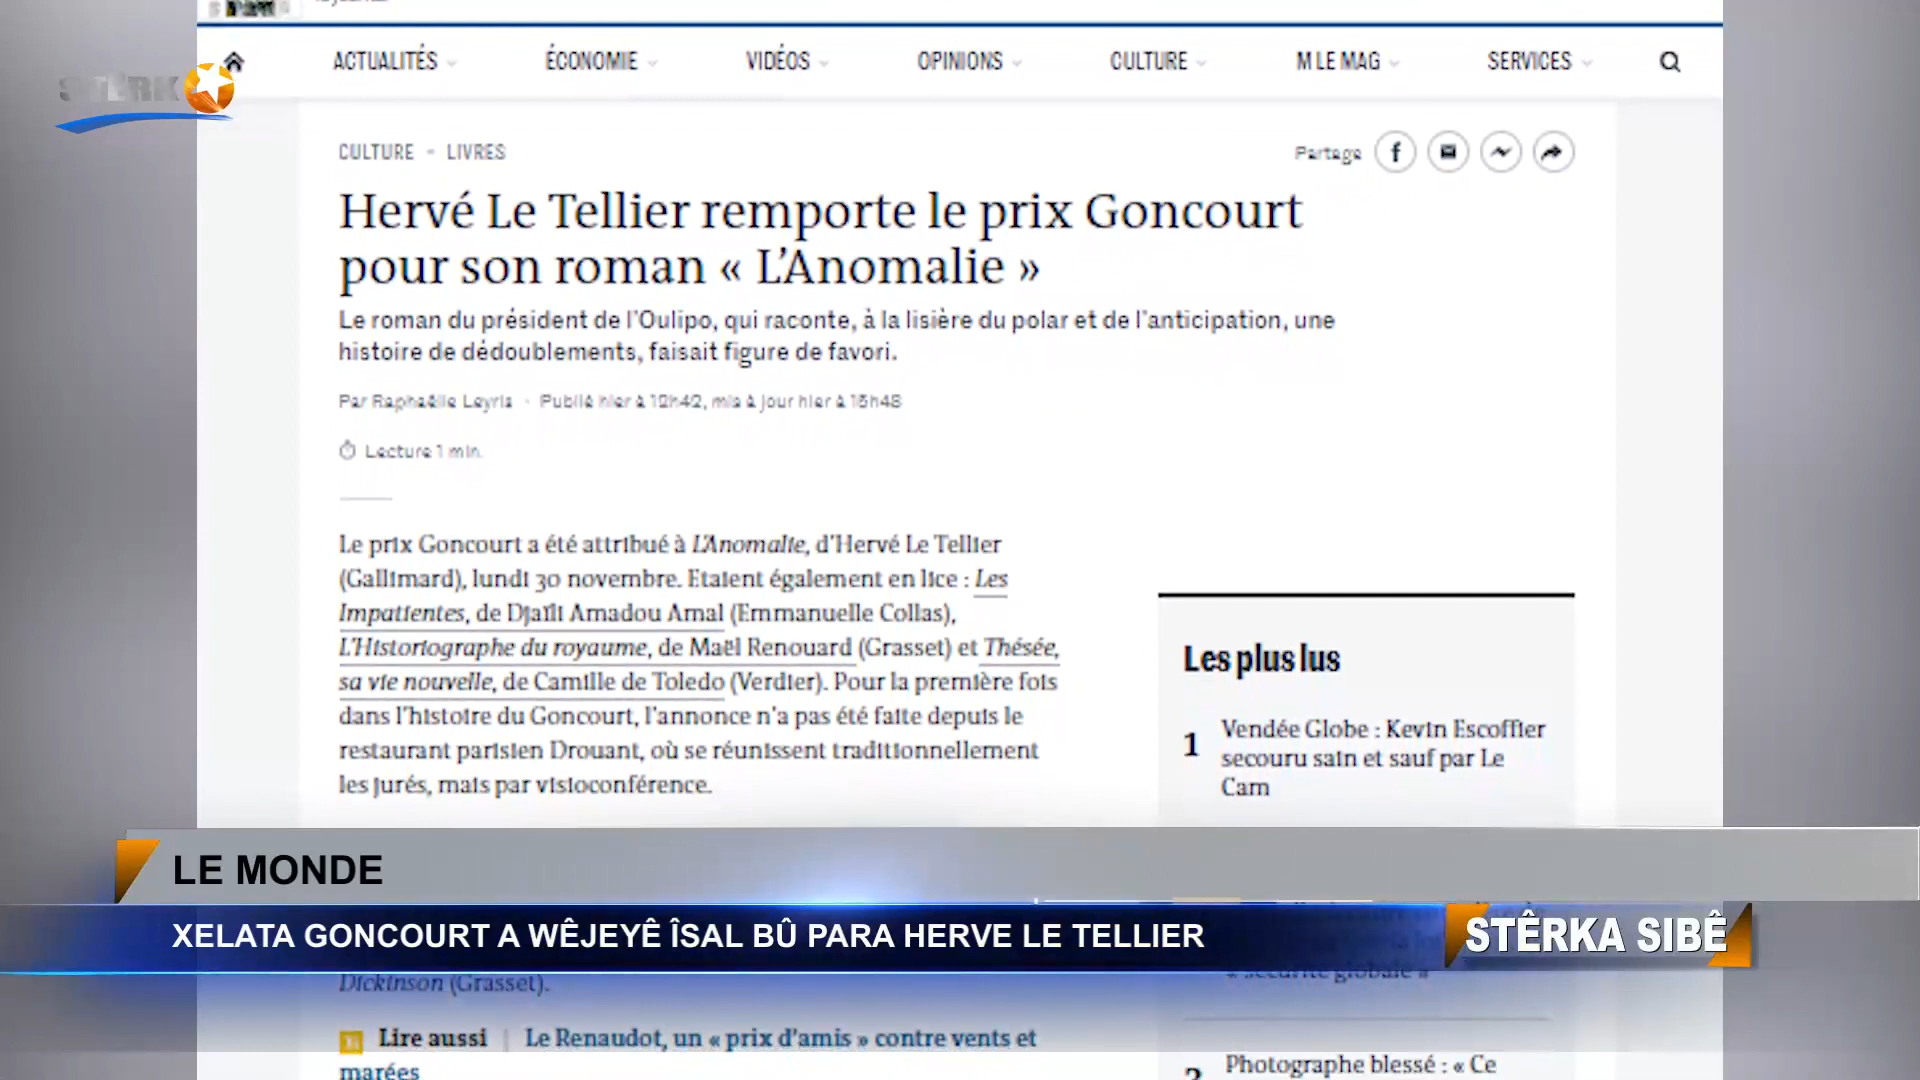 ACTUALITÉS
ÉCONOMIE
VIDÉOS
OPINIONS
CULTURE
M LE MAG
SERVICES
STÊRK
CULTURE - LIVRES
Partage
Hervé Le Tellier remporte le prix Goncourt
pour son roman « L’Anomalie »
Le roman du président de l’Oulipo, qui raconte, à la lisière du polar et de l’anticipation, une
histoire de dédoublements, faisait figure de favori.
Par Raphaëlle Leyris · Publié hier à 12h42, mis à jour hier à 15h48
Lecture 1 min.
Le prix Goncourt a été attribué à L’Anomalie, d’Hervé Le Tellier
(Gallimard), lundi 30 novembre. Etaient également en lice : Les
Impatientes, de Djaïli Amadou Amal (Emmanuelle Collas),
L’Historiographe du royaume, de Maël Renouard (Grasset) et Thésée,
sa vie nouvelle, de Camille de Toledo (Verdier). Pour la première fois
dans l’histoire du Goncourt, l’annonce n’a pas été faite depuis le
restaurant parisien Drouant, où se réunissent traditionnellement
les jurés, mais par visioconférence.
Les plus lus
1 Vendée Globe : Kevin Escoffier
secouru sain et sauf par Le
Cam
LE MONDE
XELATA GONCOURT A WÊJEYÊ ÎSAL BÛ PARA HERVE LE TELLIER
STÊRKA SIBÊ
« sécurité globale »
Dickinson (Grasset).
Lire aussi | Le Renaudot, un « prix d’amis » contre vents et
marées
Photographe blessé : « Ce